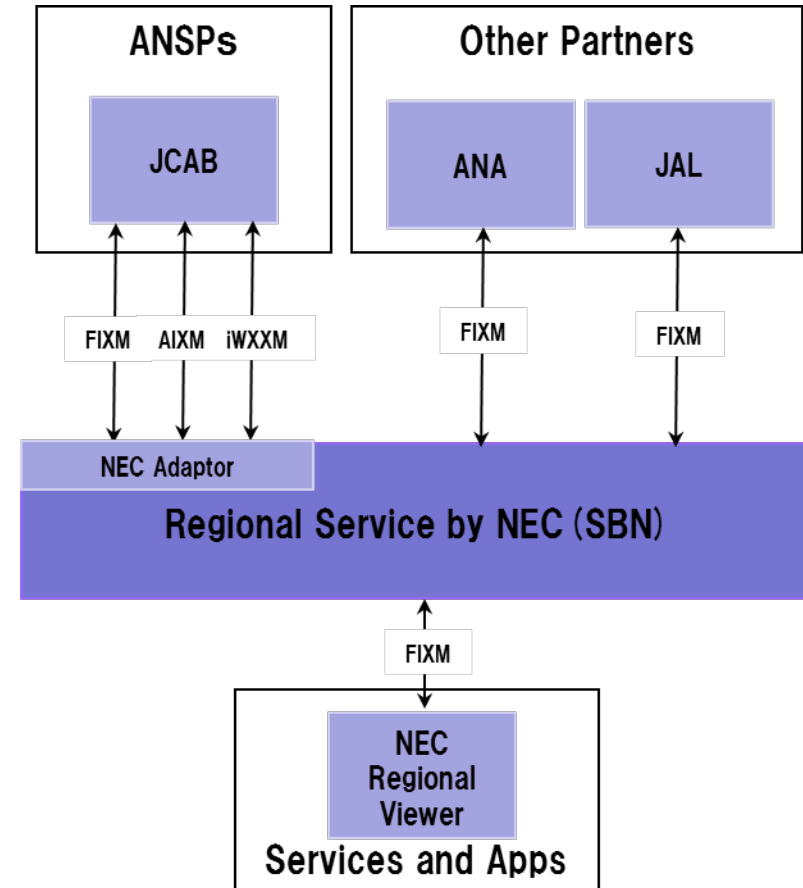 ANSPs
Other Partners
JCAB
ANA
JAL
FIXM
AIXM
iWXXM
FIXM
FIXM
NEC Adaptor
Regional Service by NEC (SBN)
FIXM
NEC
Regional
Viewer
Services and Apps